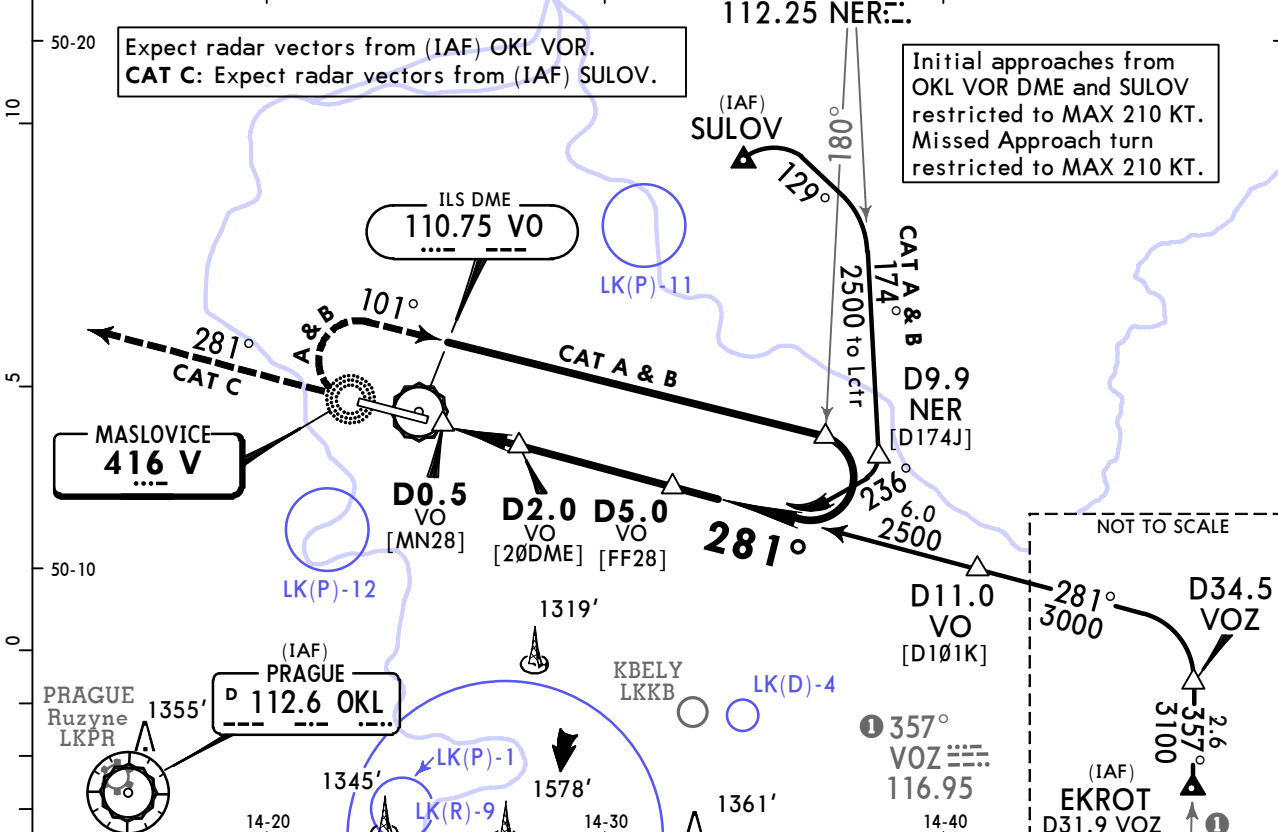 112.25 NER
50-20
Expect radar vectors from (IAF) OKL VOR.
CAT C: Expect radar vectors from (IAF) SULOV.
Initial approaches from
OKL VOR DME and SULOV
restricted to MAX 210 KT.
Missed Approach turn
restricted to MAX 210 KT.
10
(IAF)
SULOV
180°
129°
ILS DME
110.75 VO
LK(P)-11
CAT A & B
174°
2500 to Lctr
101°
A & B
281°
CAT C
CAT A & B
5
D9.9
NER
[D174J]
MASLOVICE
416 V
236°
D0.5
VO
[MN28]
D2.0
VO
[2ØDME]
D5.0
VO
[FF28]
281°
6.0
2500
NOT TO SCALE
50-10
LK(P)-12
D11.0
VO
[D1Ø1K]
281°
3000
D34.5
VOZ
1319'
0
(IAF)
PRAGUE
D 112.6 OKL
KBELY
LKKB
LK(D)-4
PRAGUE
Ruzyne
LKPR
1355'
1 357°
VOZ
116.95
2.6
357°
3100
LK(P)-1
1345'
1578'
LK(R)-9
1361'
(IAF)
EKROT
D31.9 VOZ
1
14-20
14-30
14-40